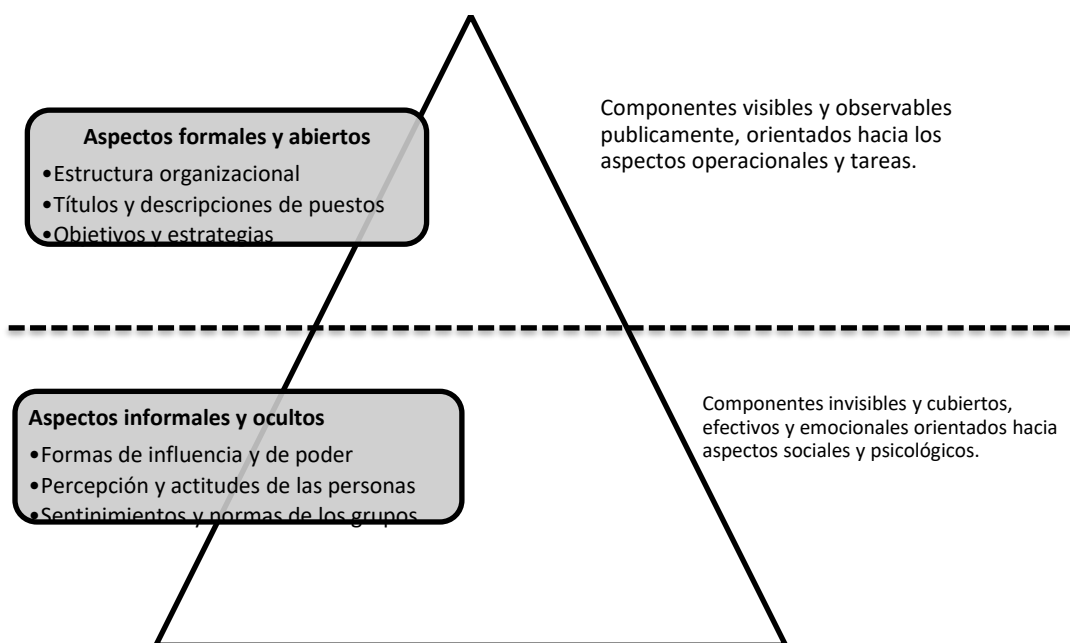 Aspectos formales y abiertos
•Estructura organizacional
•Títulos y descripciones de puestos
•Objetivos y estrategias
Componentes visibles y observables
publicamente, orientados hacia los
aspectos operacionales y tareas.
Aspectos informales y ocultos
•Formas de influencia y de poder
•Percepción y actitudes de las personas
•Sentinimientos y normas de los grupos
Componentes invisibles y cubiertos,
efectivos y emocionales orientados hacia
aspectos sociales y psicológicos.